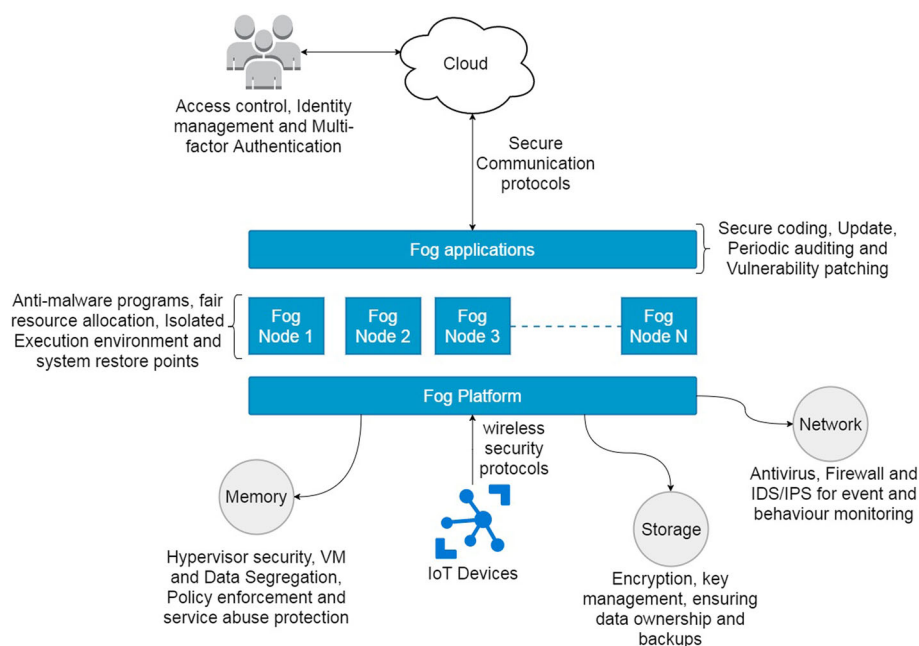 Cloud
Access control, Identity
management and Multi-
factor Authentication
Secure
Communication
protocols
Fog applications
Secure coding, Update,
Periodic auditing and
Vulnerability patching
Anti-malware programs, fair
resource allocation, Isolated
Execution environment and
system restore points
Fog
Node 1
Fog
Node 2
Fog
Node 3
Fog
Node N
Fog Platform
wireless
security
protocols
Network
Antivirus, Firewall and
IDS/IPS for event and
behaviour monitoring
Memory
Hypervisor security, VM
and Data Segregation,
Policy enforcement and
service abuse protection
IoT Devices
Storage
Encryption, key
management, ensuring
data ownership and
backups